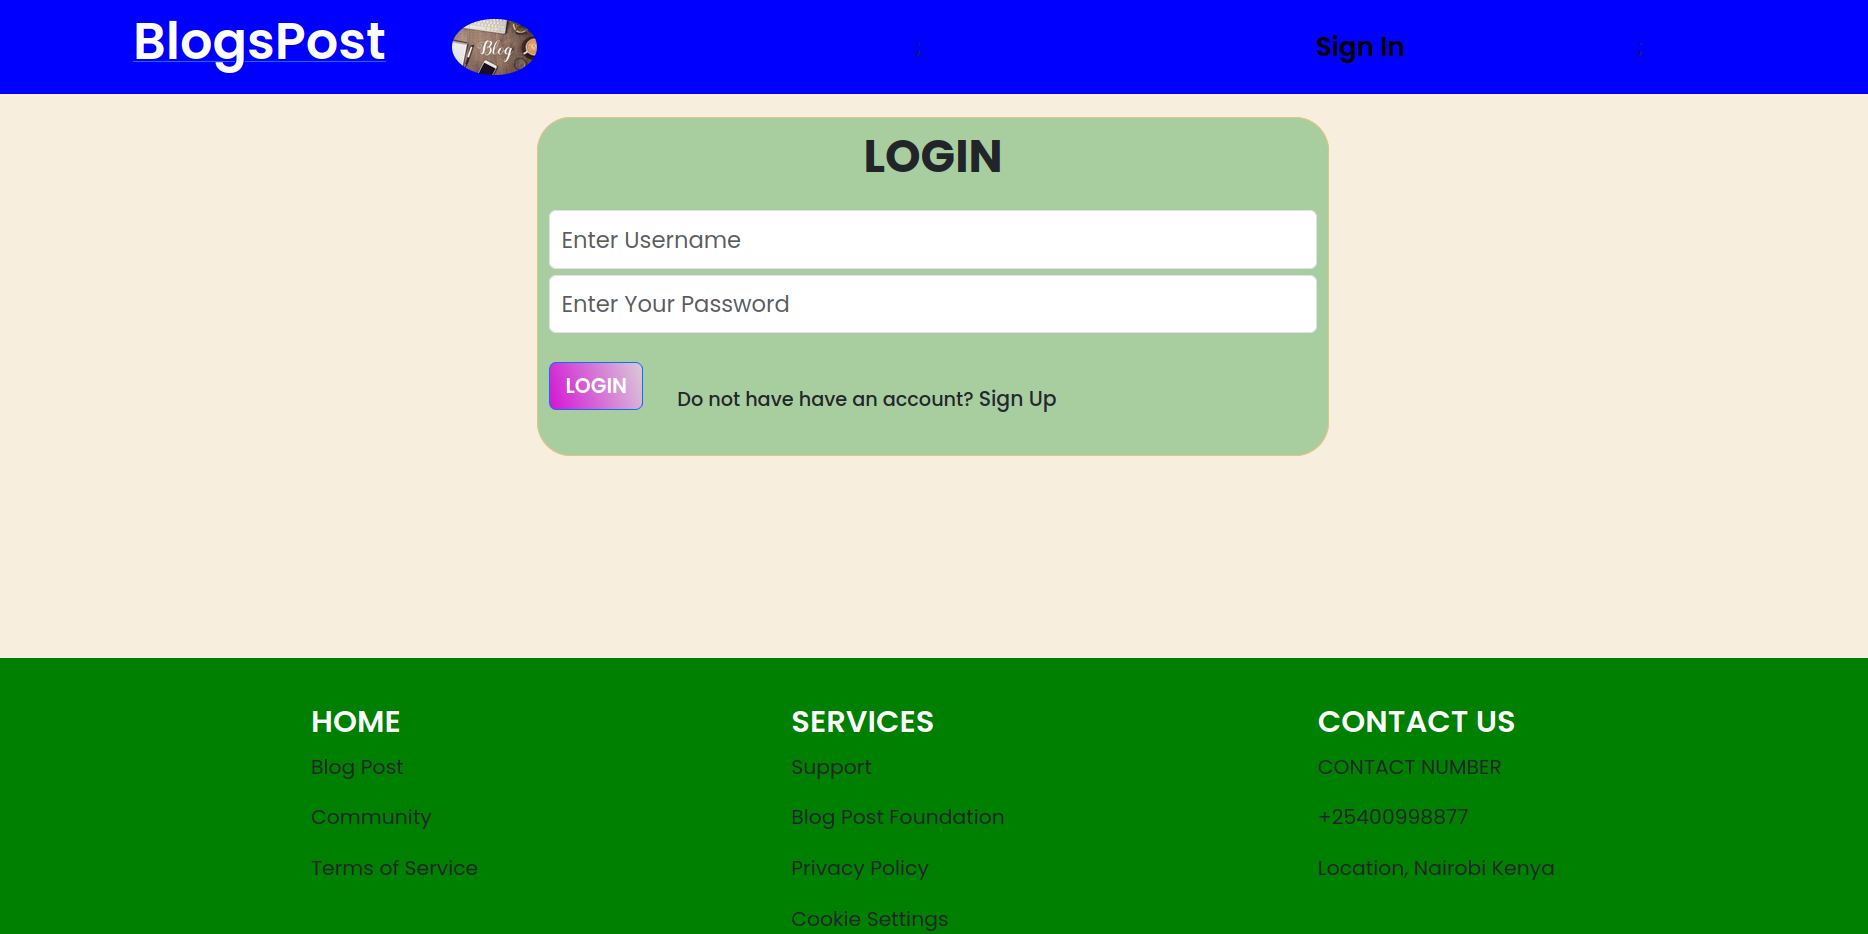 BlogsPost
Blog
;
Sign In
;
LOGIN
Enter Username
Enter Your Password
LOGIN
Do not have have an account? Sign Up
HOME
SERVICES
CONTACT US
Blog Post
Support
CONTACT NUMBER
Community
Blog Post Foundation
+25400998877
Terms of Service
Privacy Policy
Location, Nairobi Kenya
Cookie Settings